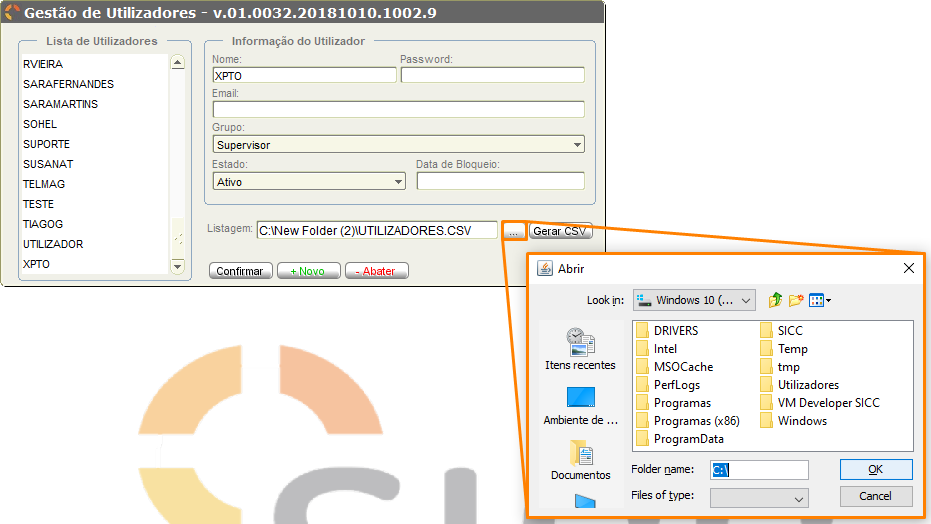 Gestão de Utilizadores - v.01.0032.20181010.1002.9
Lista de Utilizadores
RVIEIRA
SARAFERNANDES
SARAMARTINS
SOHEL
SUPORTE
SUSANAT
TELMAG
TESTE
TIAGOG
UTILIZADOR
XPTO
Informação do Utilizador
Nome:
Password:
XPTO
Email:
Grupo:
Supervisor
Estado:
Data de Bloqueio:
Ativo
Listagem:
C:\New Folder (2)\UTILIZADORES.CSV
...
Gerar CSV
Confirmar
+ Novo
- Abater
Abrir
Look in:
Windows 10 (...
Itens recentes
Ambiente de ...
Documentos
DRIVERS
Intel
MSOCache
PerfLogs
Programas
Programas (x86)
ProgramData
SICC
Temp
tmp
Utilizadores
VM Developer SICC
Windows
Folder name:
C:\
OK
Files of type:
Cancel